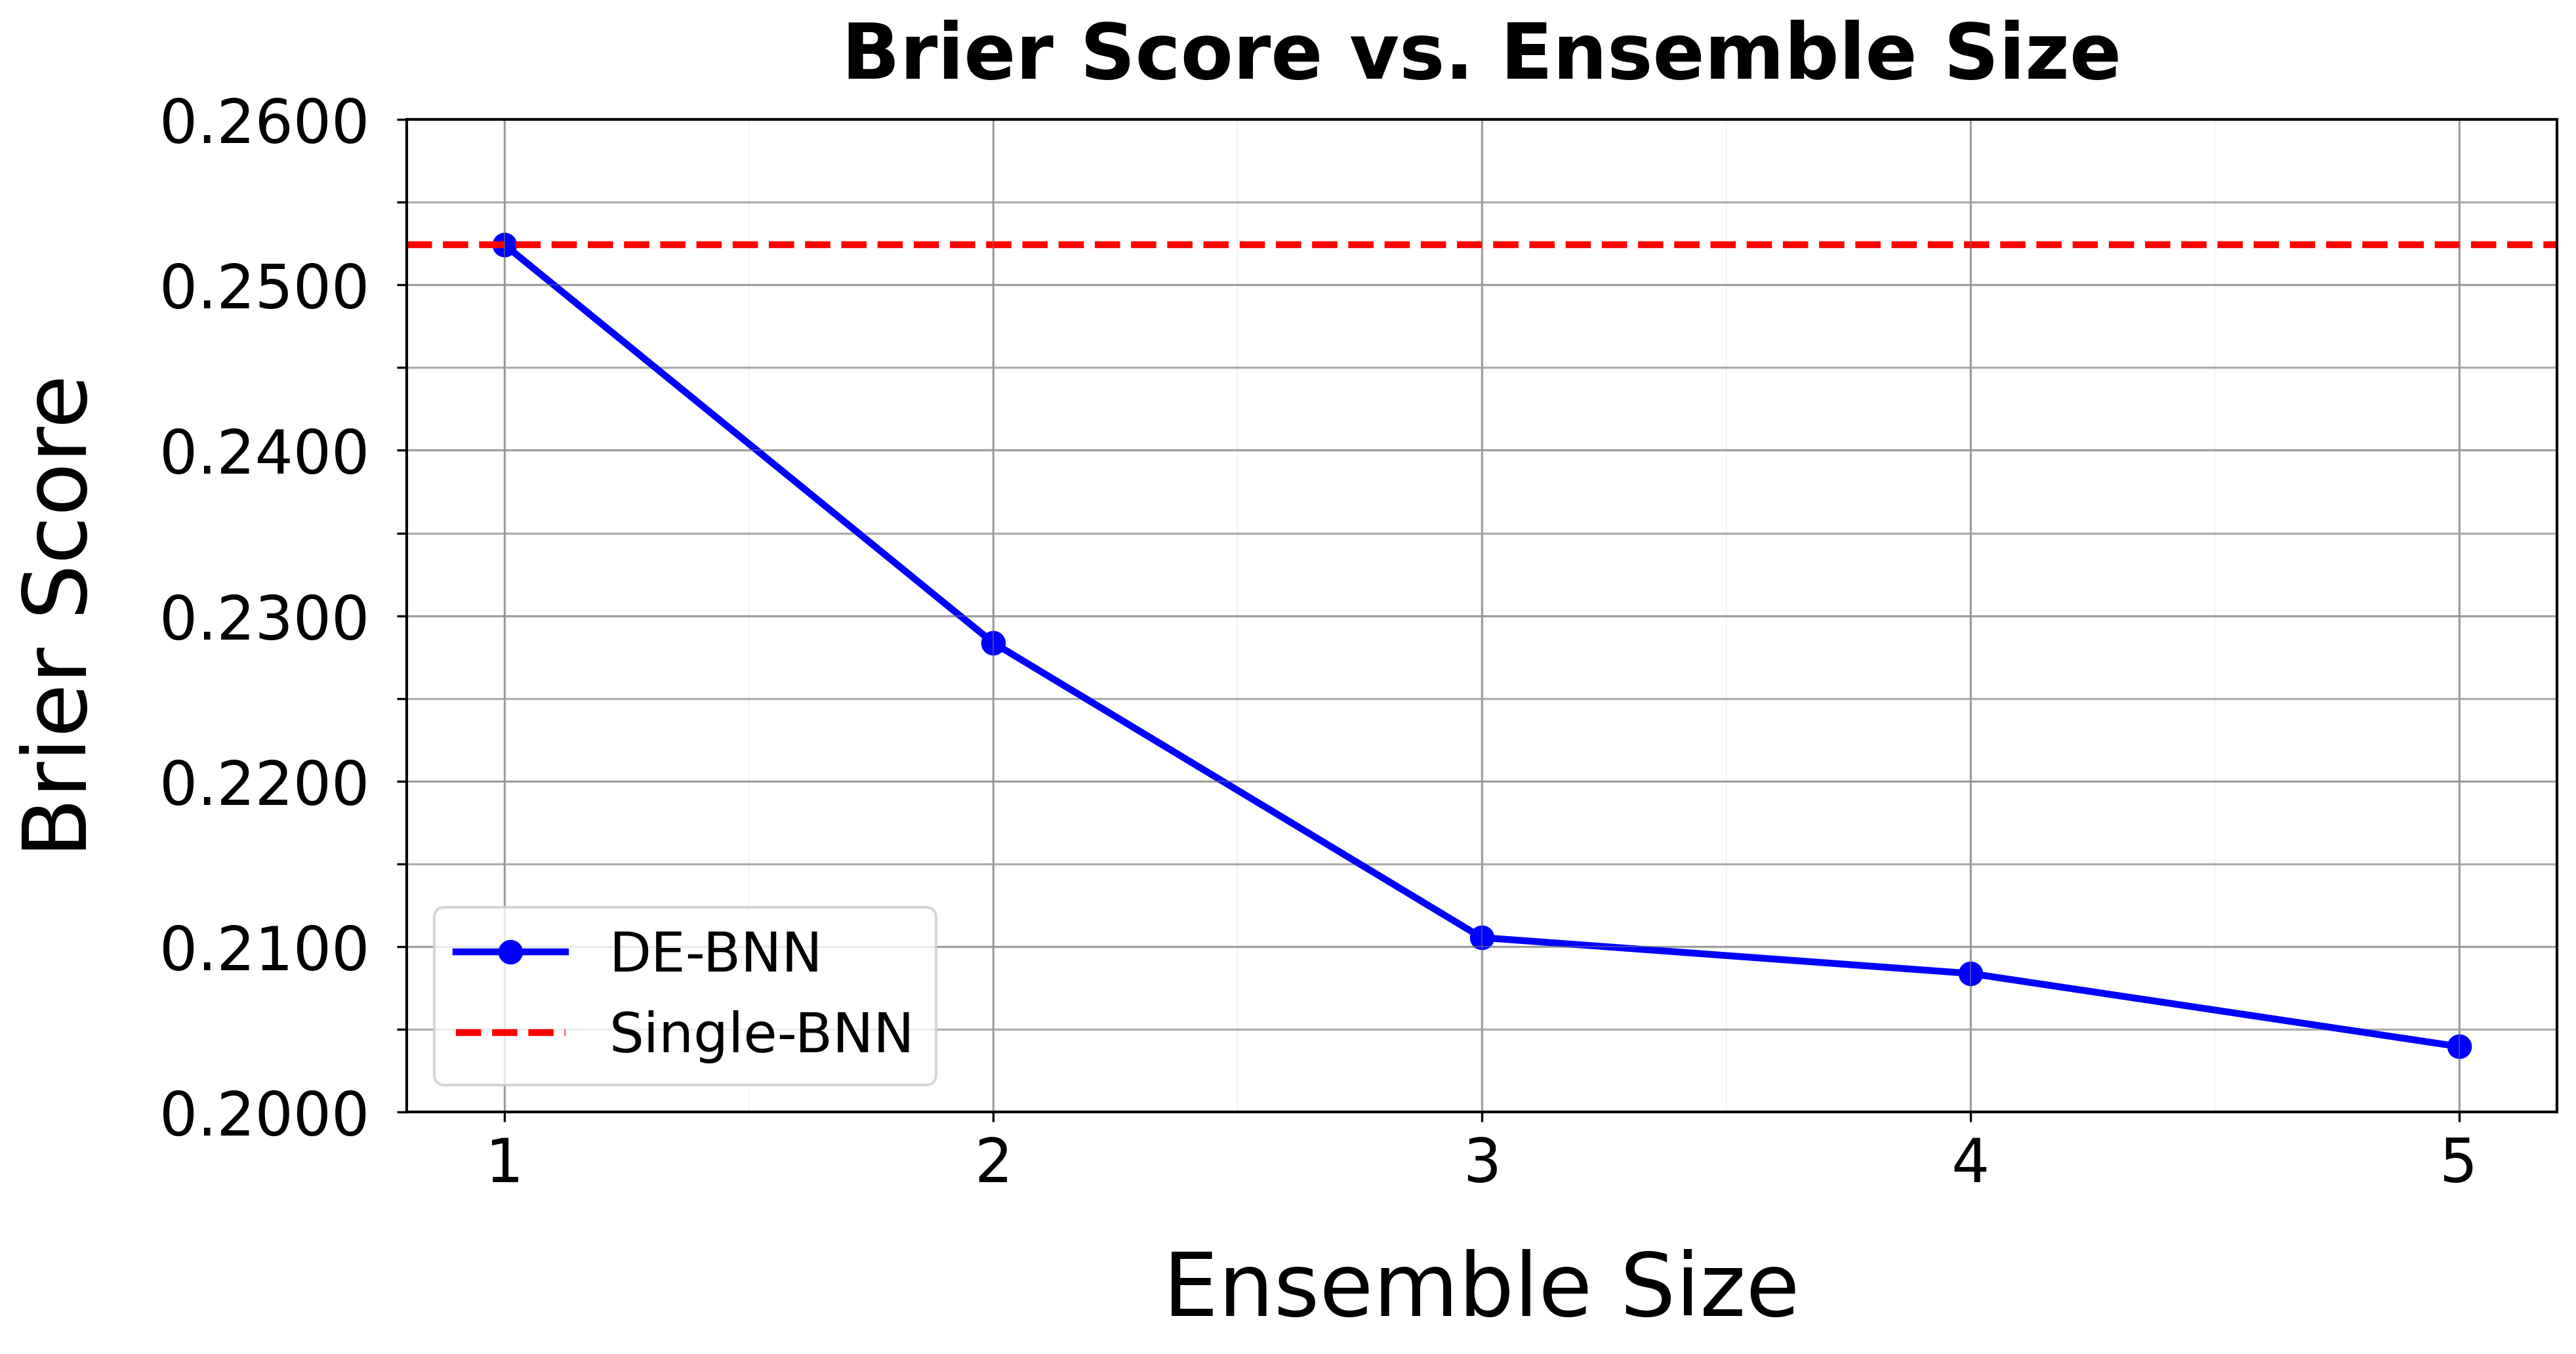 Brier Score vs. Ensemble Size
0.2600
0.2500
0.2400
0.2300
0.2200
0.2100
0.2000
Brier Score
DE-BNN
Single-BNN
1 2 3 4 5
Ensemble Size